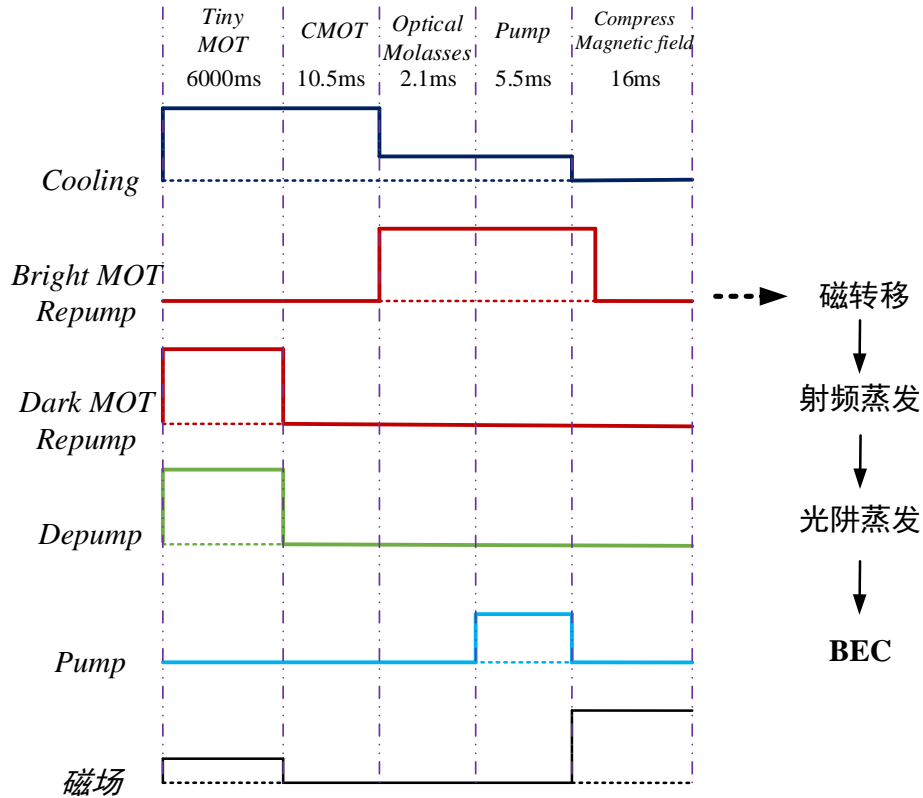 Tiny
MOT
6000ms
CMOT
10.5ms
Optical
Molasses
2.1ms
Pump
5.5ms
Compress
Magnetic field
16ms
Cooling
Bright MOT
Repump
Dark MOT
Repump
Depump
Pump
磁场
磁转移
射频蒸发
光阱蒸发
BEC